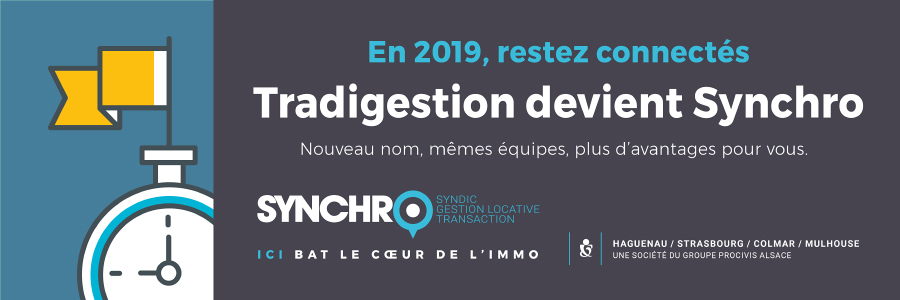 En 2019, restez connectés
Tradigestion devient Synchro
Nouveau nom, mêmes équipes, plus d'avantages pour vous.
SYNCHRO
SYNDIC
GESTION LOCATIVE
TRANSACTION
ICI BAT LE CŒUR DE L'IMMO
HAGUENAU / STRASBOURG / COLMAR / MULHOUSE
UNE SOCIÉTÉ DU GROUPE PROCIVIS ALSACE